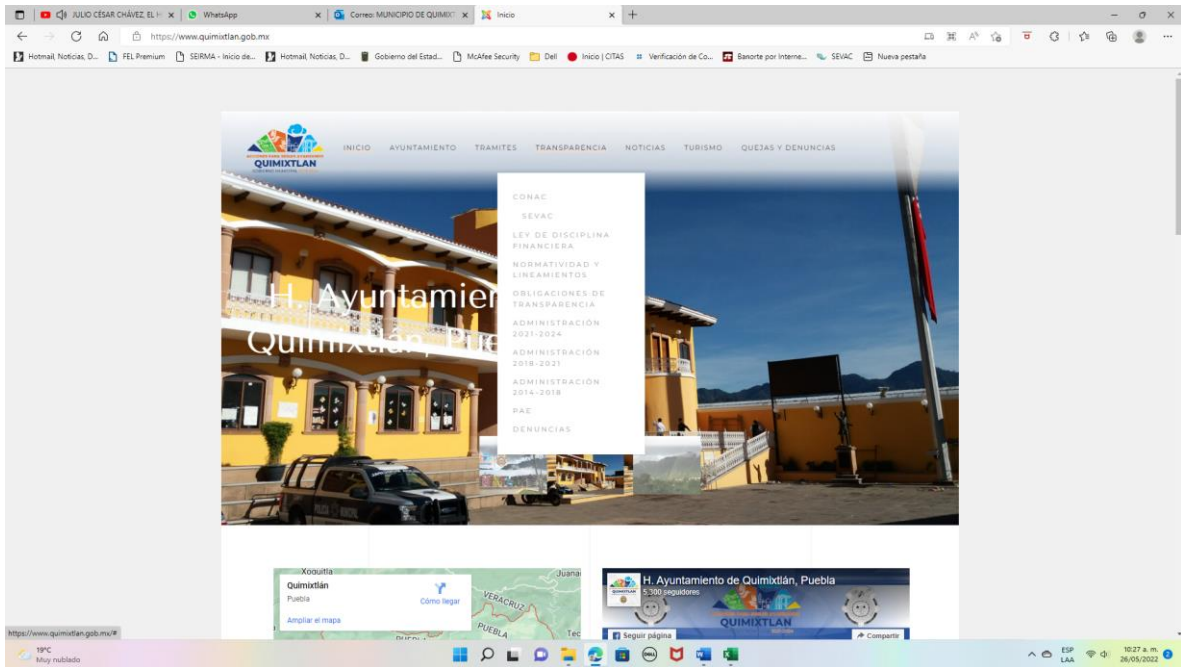 JULIO CÉSAR CHÁVEZ, EL H
WhatsApp
Correo: MUNICIPIO DE QUIMIXT
Inicio
https://www.quimixtlan.gob.mx
Hotmail, Noticias, D...
FEL Premium
SEIRMA - Inicio de...
Hotmail, Noticias, D...
Gobierno del Estad...
McAfee Security
Dell
Inicio | CITAS
Verificación de Co...
Banorte por Interne...
SEVAC
Nueva pestaña
QUIMIXTLAN
INICIO
AYUNTAMIENTO
TRAMITES
TRANSPARENCIA
NOTICIAS
TURISMO
QUEJAS Y DENUNCIAS
CONAC
SEVAC
LEY DE DISCIPLINA
FINANCIERA
NORMATIVIDAD Y
LINEAMIENTOS
OBLIGACIONES DE
TRANSPARENCIA
ADMINISTRACIÓN
2021-2024
ADMINISTRACIÓN
2018-2021
ADMINISTRACIÓN
2014-2018
PAE
DENUNCIAS
H. Ayuntamien
Quimixtlán, Pue
Xoquitla
Juana
Quimixtlán
Puebla
Cómo llegar
Ampliar el mapa
VERACRUZ
PUEBLA
Tec
H. Ayuntamiento de Quimixtlán, Puebla
5.300 seguidores
QUIMIXTLAN
Seguir página
Compartir
https://www.quimixtlan.gob.mx/#
19°C
Muy nublado
ESP
LAA
10:27 a. m.
26/05/2022